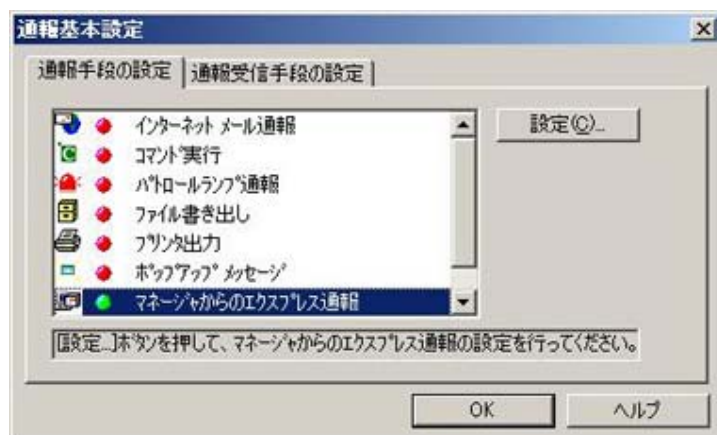 通報基本設定
通報手段の設定 通報受信手段の設定
インターネット メール通報
設定(C)...
コマンド実行
パトロールランプ通報
ファイル書き出し
プリンタ出力
ポップアップ メッセージ
マネージャからのエクスプレス通報
[設定...]ボタンを押して、マネージャからのエクスプレス通報の設定を行ってください。
OK ヘルプ